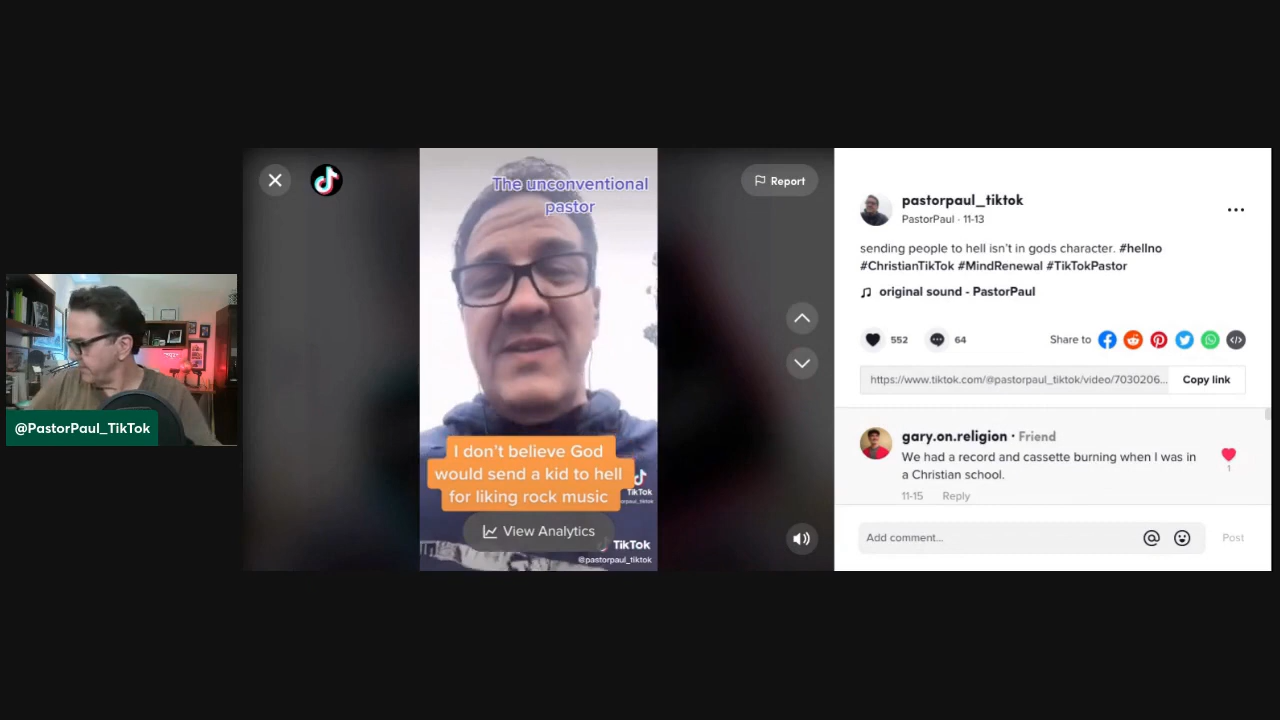 @PastorPaul_TikTok
The unconventional
pastor
I don't believe God
would send a kid to hell
for liking rock music
TikTok
View Analytics
TikTok
@pastorpaul_tiktok
Report
pastorpaul_tiktok
PastorPaul · 11-13
sending people to hell isn't in gods character. #hellno
#ChristianTikTok #MindRenewal #TikTokPastor
original sound - PastorPaul
552
64
Share to
https://www.tiktok.com/@pastorpaul_tiktok/video/7030206...
Copy link
gary.on.religion · Friend
We had a record and cassette burning when I was in
a Christian school.
1
11-15
Reply
Add comment...
Post